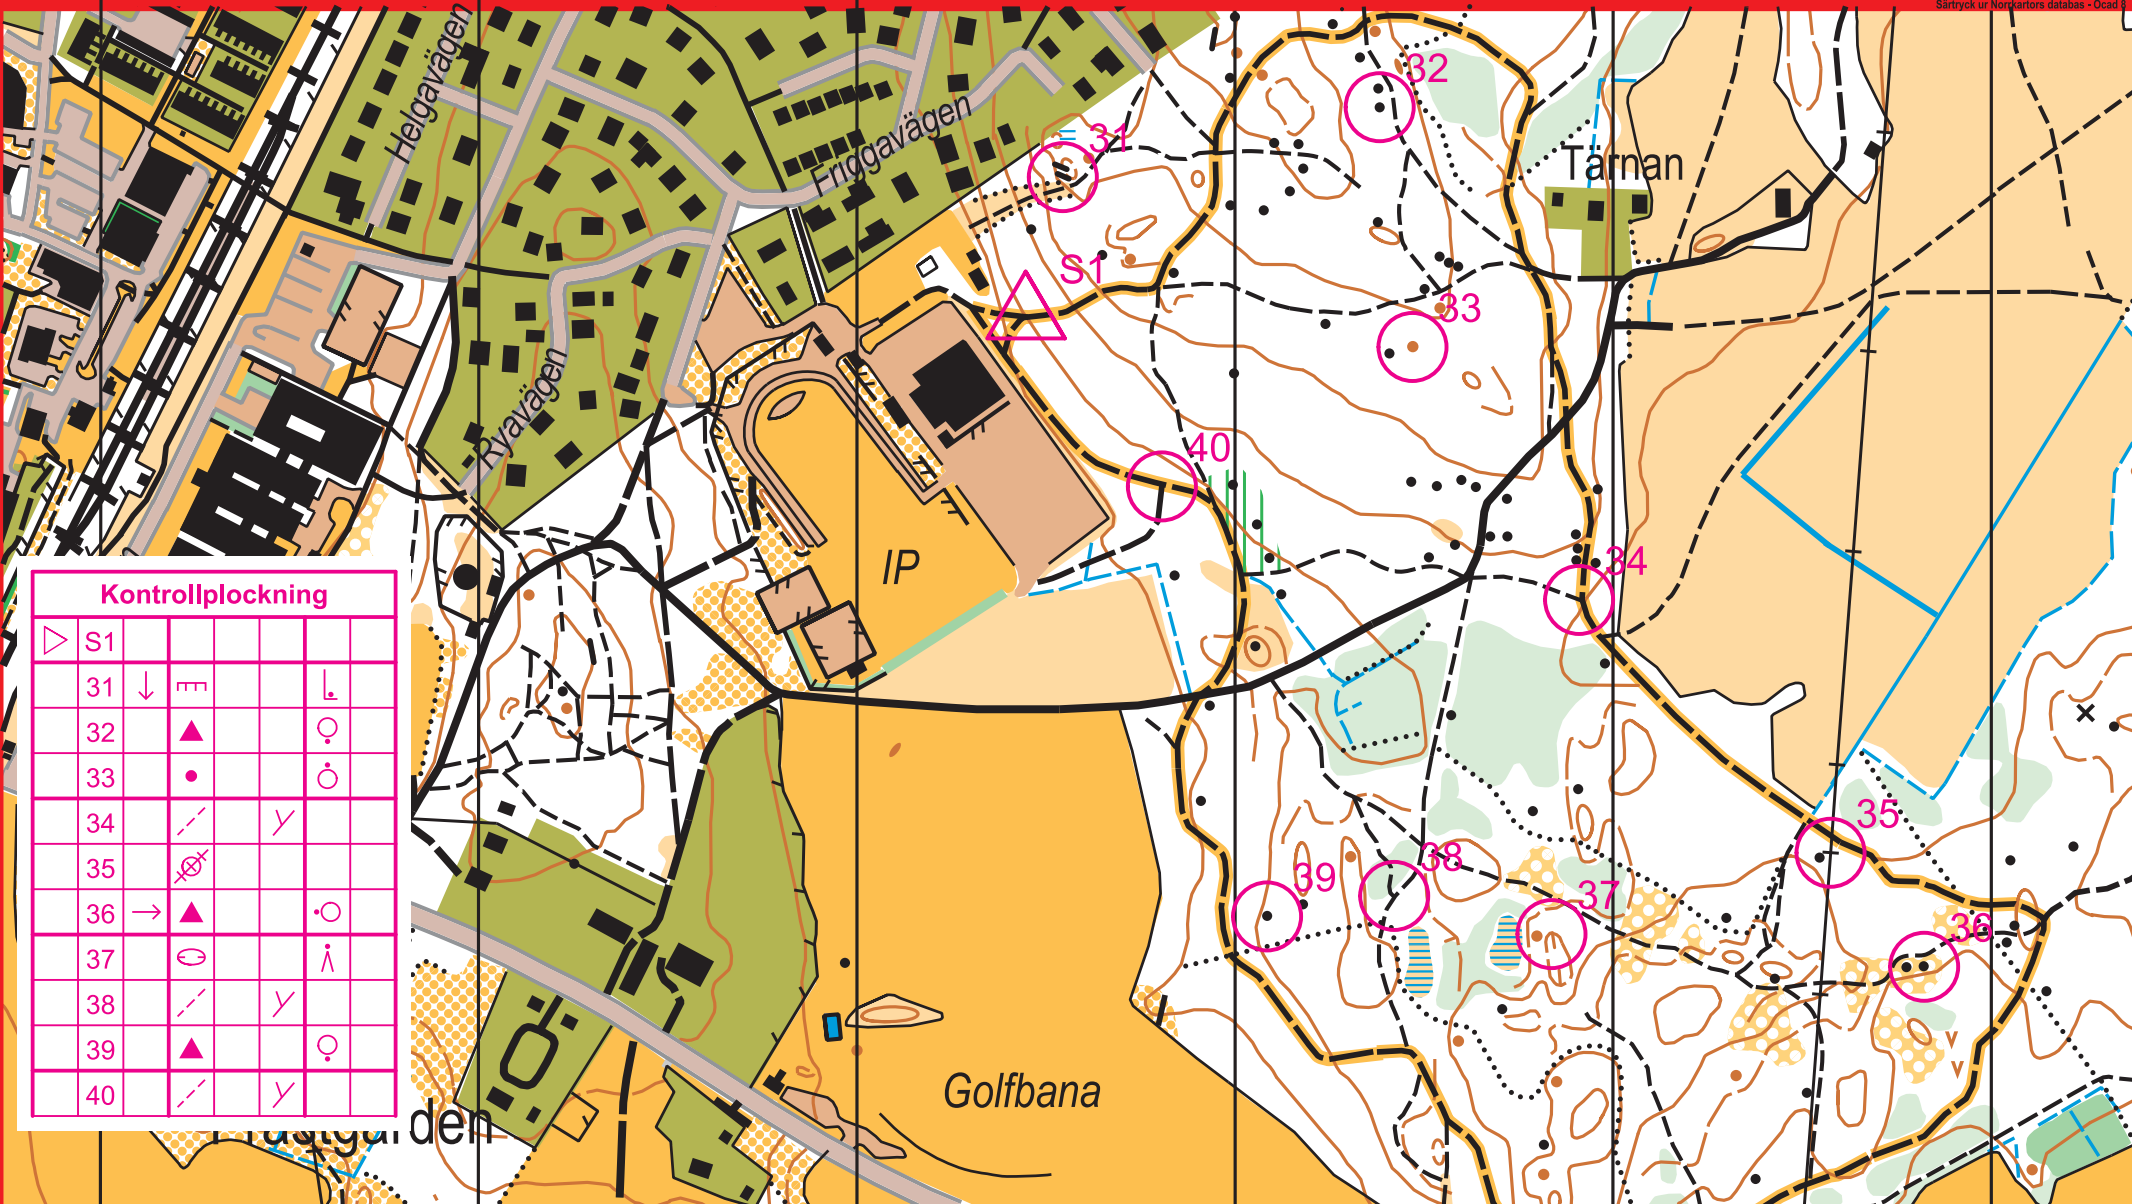 Särtryck ur Norrkartors databas - Ocad 8
Helgavägen
Friggavägen
Ryavägen
Tärnan
IP
Golfbana
S1
31
32
33
34
35
36
37
38
39
40
Kontrollplockning
S1
31
32
33
34
35
36
37
38
39
40